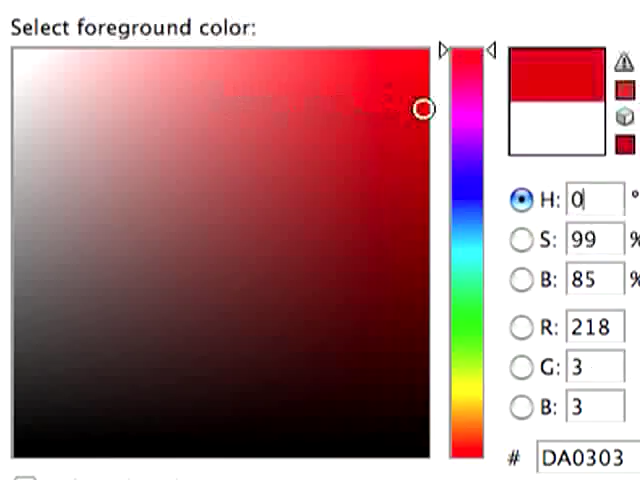 Select foreground color:
H: 0 °
S: 99 %
B: 85 %
R: 218
G: 3
B: 3
# DA0303